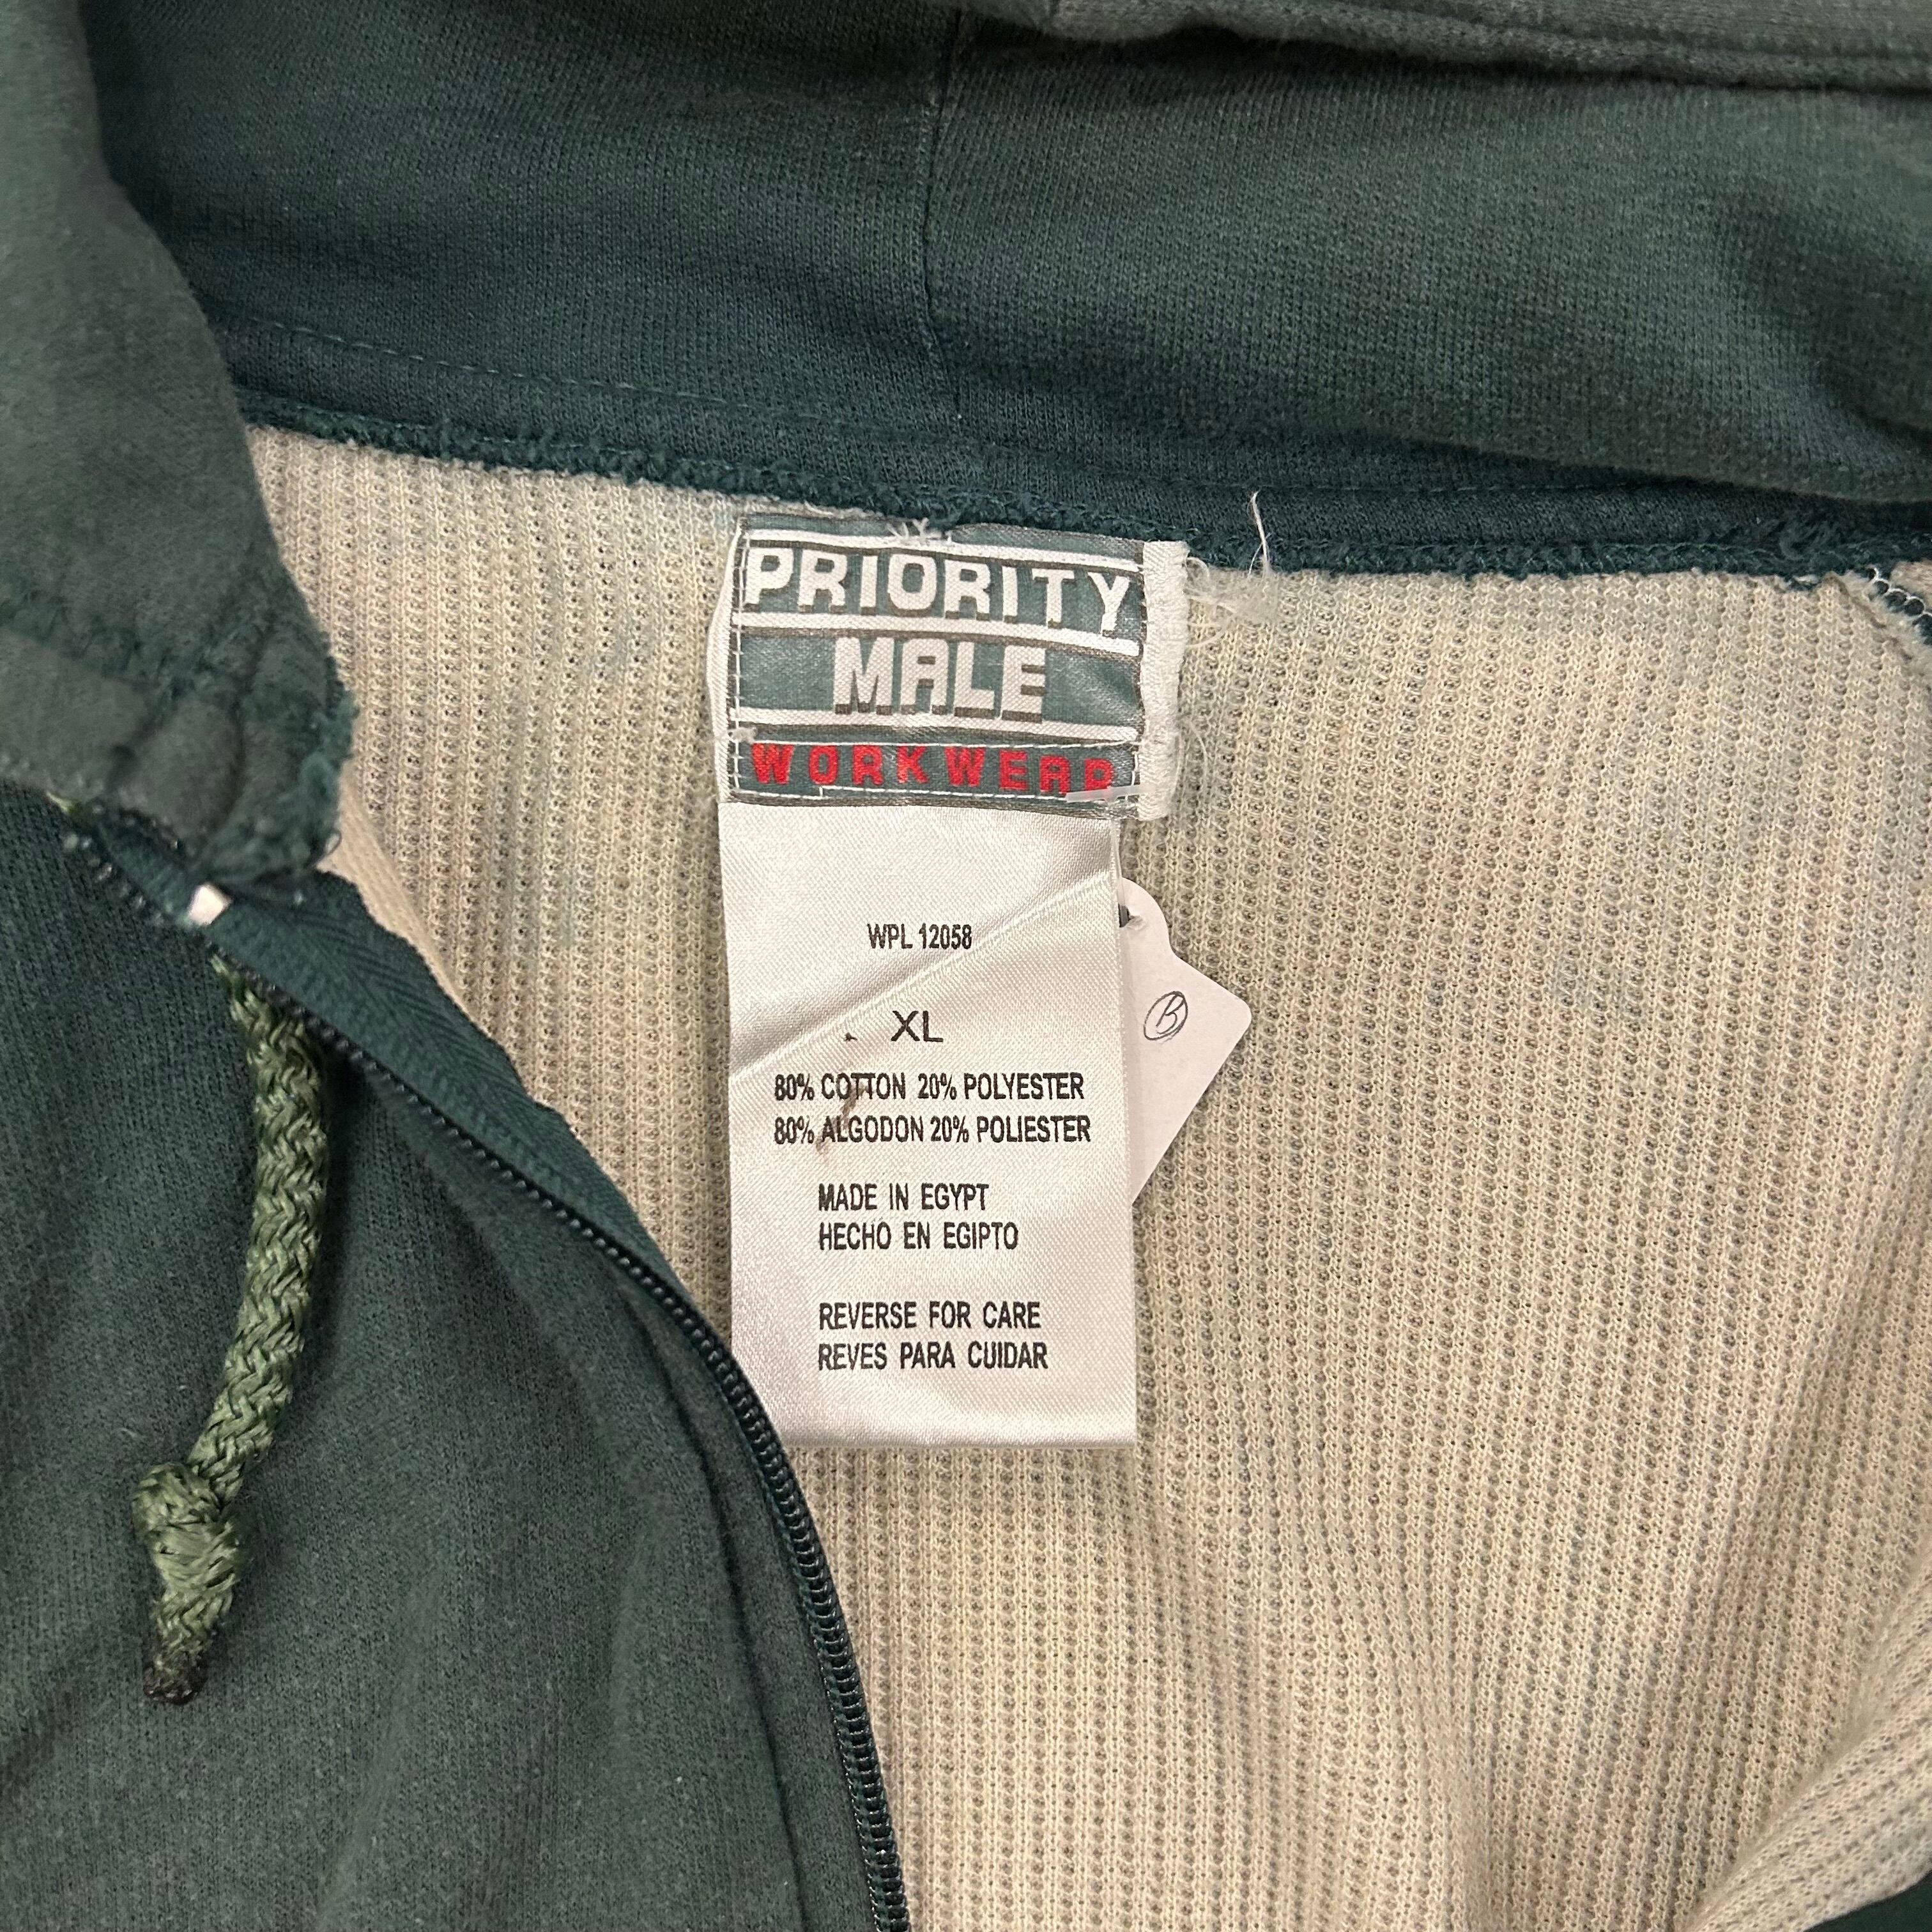 PRIORITY
MALE
WORKWEAR
WPL 12058
XL
80% COTTON 20% POLYESTER
80% ALGODON 20% POLIESTER
MADE IN EGYPT
HECHO EN EGIPTO
REVERSE FOR CARE
REVES PARA CUIDAR
B